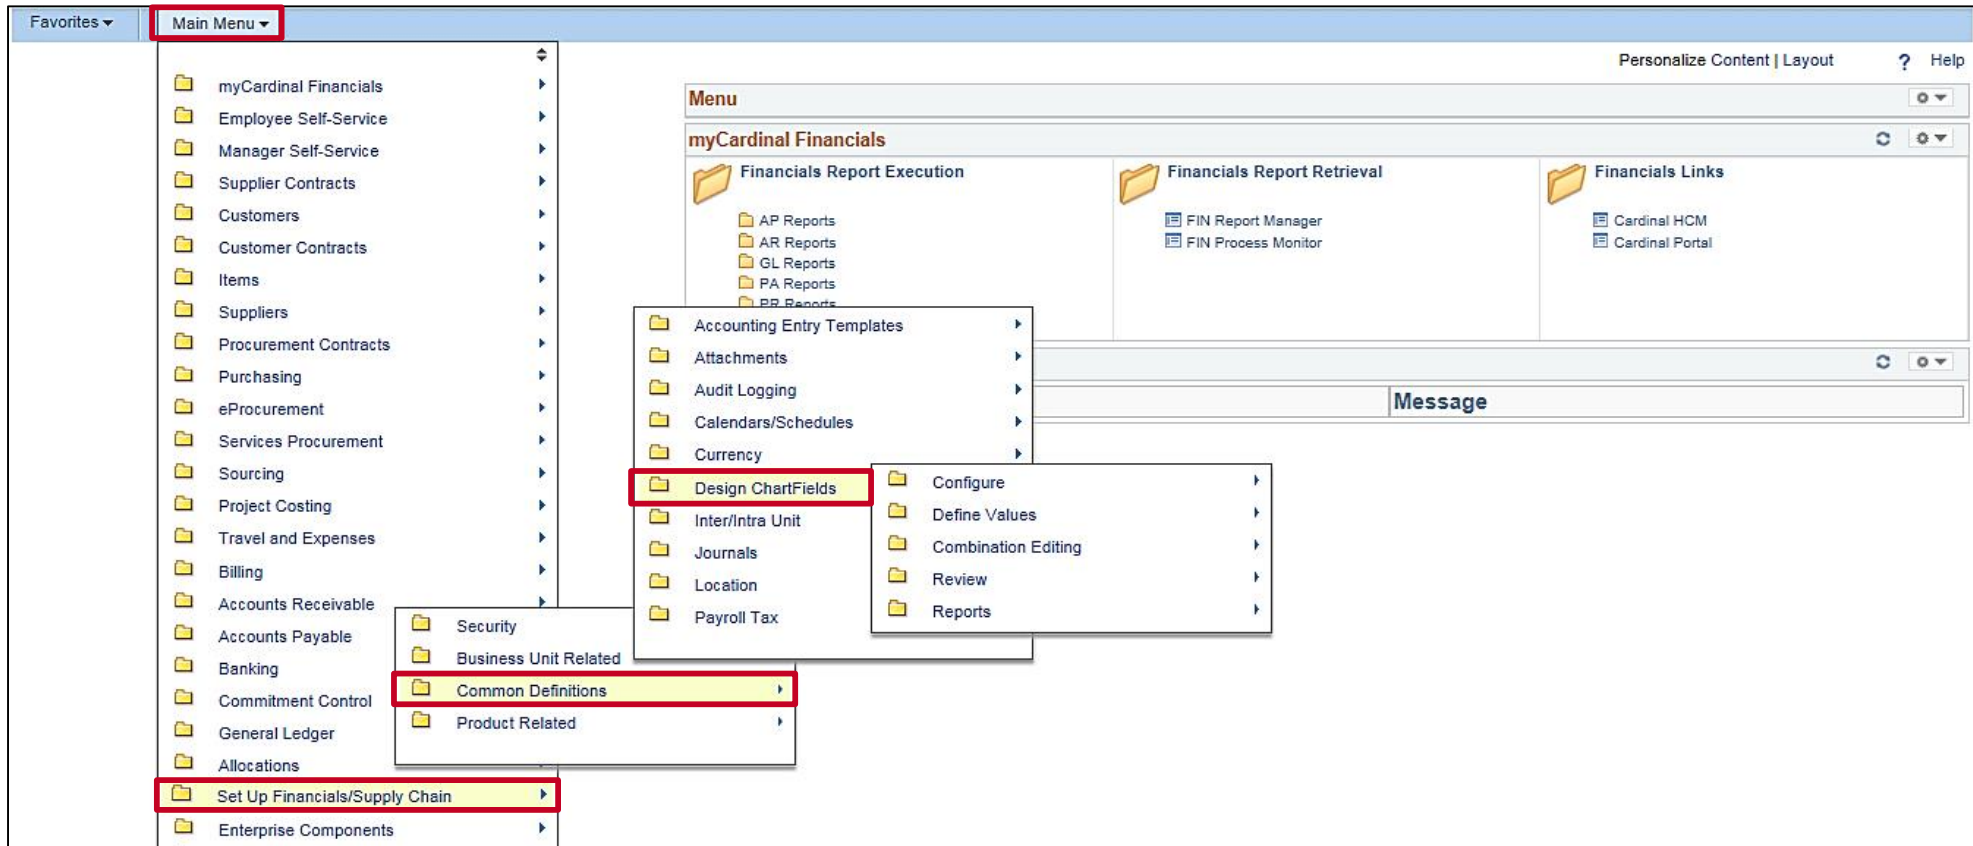 Favorites
Main Menu
Personalize Content | Layout
? Help
myCardinal Financials
Employee Self-Service
Manager Self-Service
Supplier Contracts
Customers
Customer Contracts
Items
Suppliers
Procurement Contracts
Purchasing
eProcurement
Services Procurement
Sourcing
Project Costing
Travel and Expenses
Billing
Accounts Receivable
Accounts Payable
Banking
Commitment Control
General Ledger
Allocations
Set Up Financials/Supply Chain
Enterprise Components
Security
Business Unit Related
Common Definitions
Product Related
Accounting Entry Templates
Attachments
Audit Logging
Calendars/Schedules
Currency
Design ChartFields
Inter/Intra Unit
Journals
Location
Payroll Tax
Configure
Define Values
Combination Editing
Review
Reports
Menu
myCardinal Financials
Financials Report Execution
AP Reports
AR Reports
GL Reports
PA Reports
PR Reports
Financials Report Retrieval
FIN Report Manager
FIN Process Monitor
Financials Links
Cardinal HCM
Cardinal Portal
Message